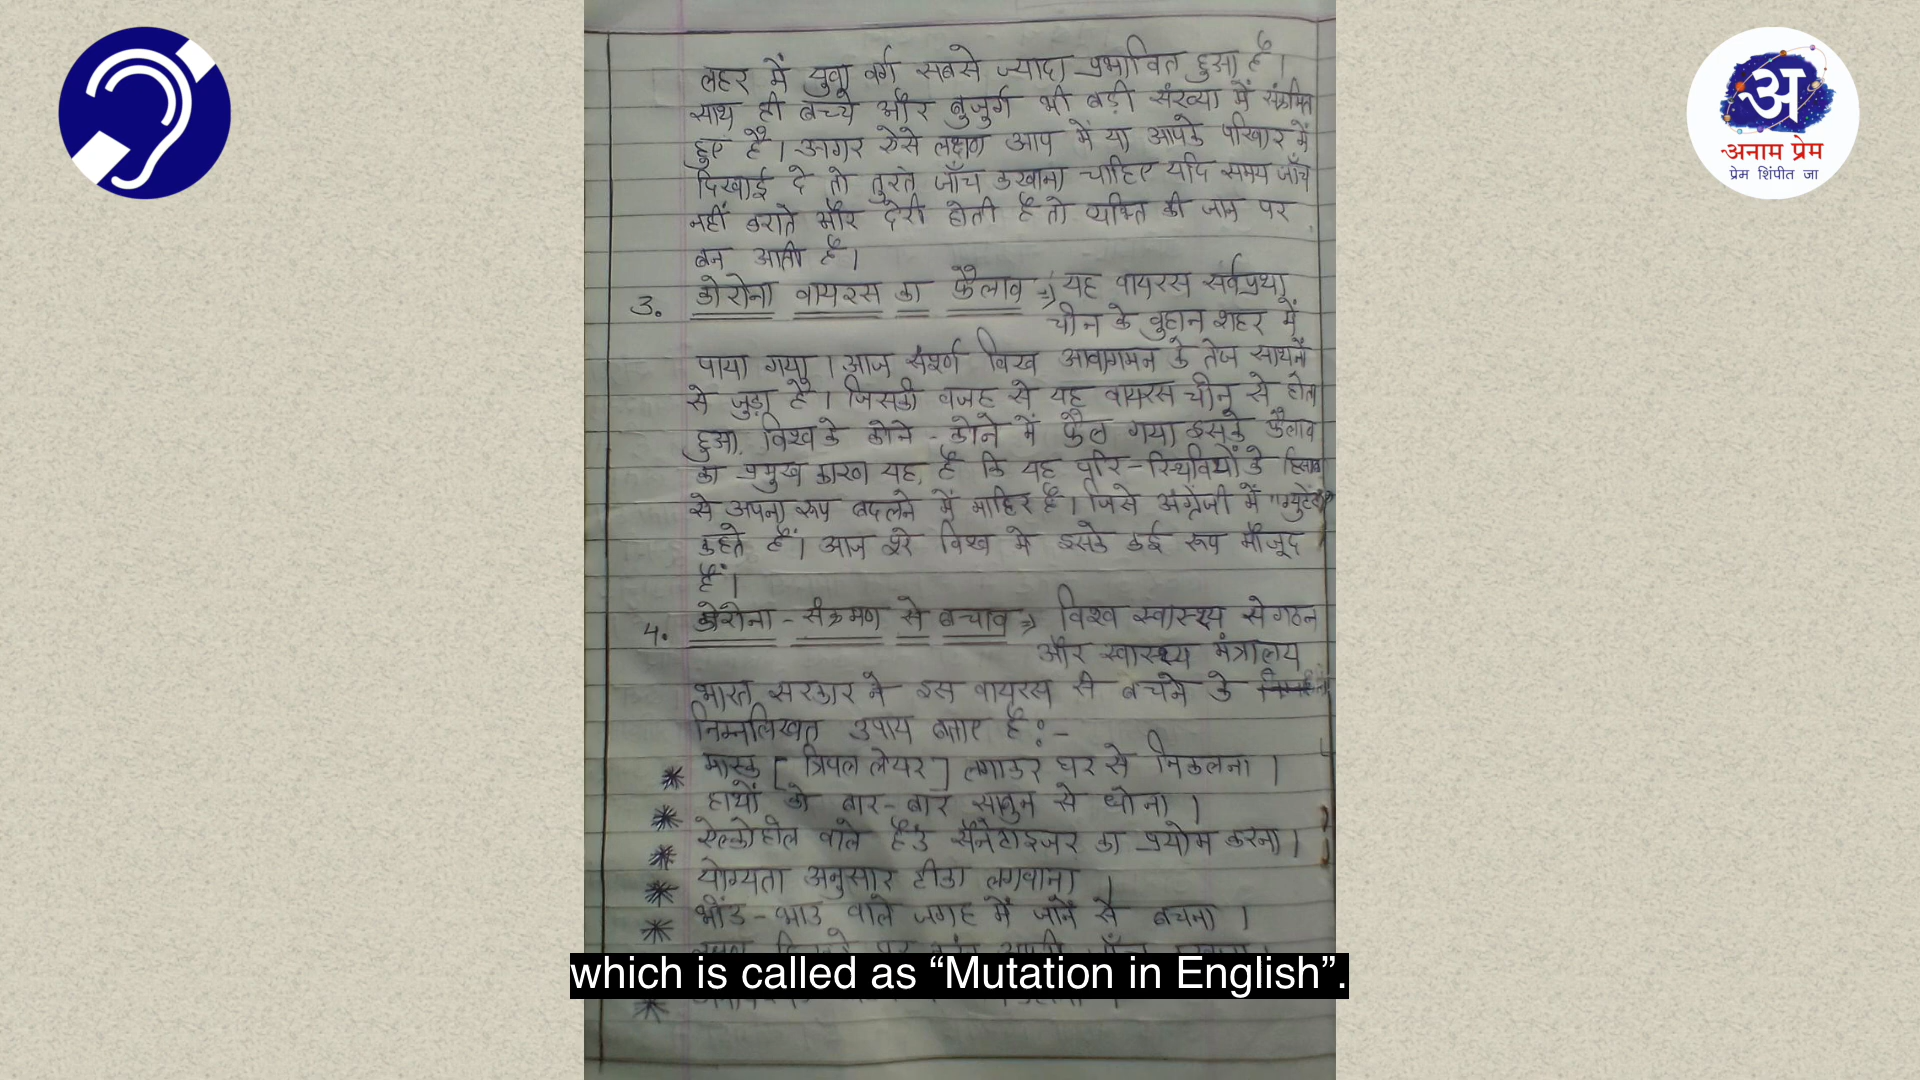 6
लहर में युवा वर्ग सबसे ज्यादा प्रभावित हुआ है।
साथ ही बच्चे और बुजुर्ग भी बड़ी संख्या में संक्रमित
हुए है। अगर ऐसे लक्षण आप में या आपके परिवार में
दिखाई दे तो तुरंत जाँच करवाना चाहिए यदि समय जाँच
नहीं कराते और देरी होती है तो व्यक्ति की जान पर
बन आती है।
3. कोरोना वायरस का फैलाव => यह वायरस सर्वप्रथा
चीन के वुहान शहर में
पाया गया। आज संपूर्ण विश्व आवागमन के तेज साधनों
से जुड़ा है। जिसकी वजह से यह वायरस चीन से होता
हुआ विश्व के कोने-कोने में फैल गया इसके फैलाव
का प्रमुख कारण यह है कि यह परि-स्थितियों के हिसाब
से अपना रूप बदलने में माहिर है। जिसे अंग्रेजी में
कहते हैं। आज पूरे विश्व मे इसके कई रूप मौजूद
हैं।
4. कोरोना-संक्रमण से बचाव => विश्व स्वास्थ्य संगठन
और स्वास्थ्य मंत्रालय
भारत सरकार ने इस वायरस से बचने के
निम्नलिखत उपाय बताए है:-
* मास्क [त्रिपल लेयर] लगाकर घर से निकलना।
* हाथों को बार-बार साबुन से धोना।
* ऐल्कोहोल वाले हैंड सैनेटाइजर का प्रयोग करना।
* योग्यता अनुसार टीका लगवाना।
* भीड-भाड वाले जगह में जाने से बचना।
which is called as “Mutation in English”.
अ
अनाम प्रेम
प्रेम शिंपीत जा